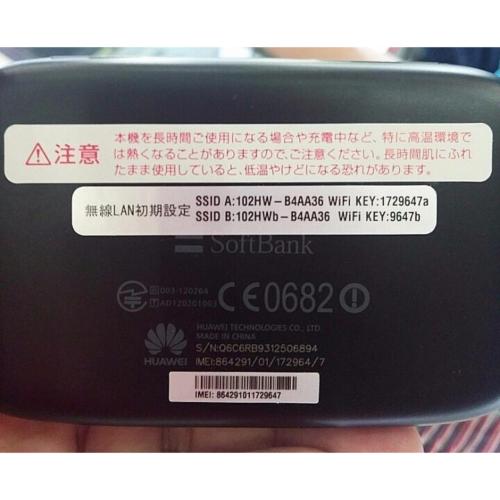 注意
本機を長時間ご使用になる場合や充電中など、特に高温環境で
は熱くなることがありますので、ご注意ください。長時間肌にふれ
たまま使用していると、低温やけどになる恐れがあります。
無線LAN初期設定
SSID A:102HW－B4AA36 WiFi KEY:1729647a
SSID B:102HWb－B4AA36 WiFi KEY:9647b
SoftBank
R 003-120264
T AD120201003
CE0682
HUAWEI
HUAWEI TECHNOLOGIES CO., LTD.
MADE IN CHINA
S/N:Q6C6RB9312506894
IMEI:864291/01/172964/7
IMEI: 864291011729647